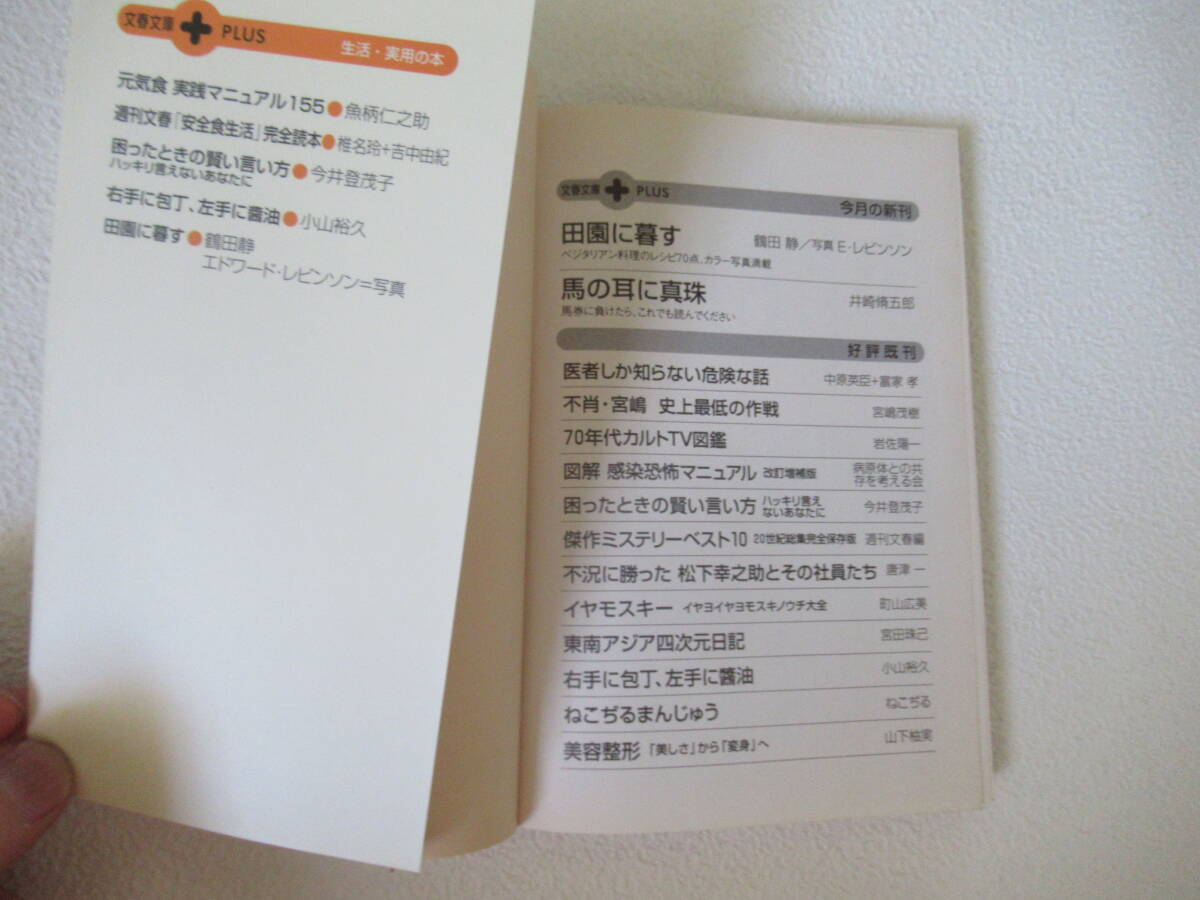 文春文庫 PLUS 生活・実用の本
元気食 実践マニュアル155●魚柄仁之助
週刊文春「安全食生活」完全読本●椎名玲+吉中由紀
困ったときの賢い言い方●今井登茂子
ハッキリ言えないあなたに
右手に包丁、左手に醬油●小山裕久
田園に暮す●鶴田静
エドワード・レビンソン=写真
文春文庫 PLUS 今月の新刊
田園に暮す 鶴田 静/写真 E・レビンソン
ベジタリアン料理のレシピ70点、カラー写真満載
馬の耳に真珠 井崎脩五郎
馬券に負けたら、これでも読んでください
好評既刊
医者しか知らない危険な話 中原英臣+富家 孝
不肖・宮嶋 史上最低の作戦 宮嶋茂樹
70年代カルトTV図鑑 岩佐陽一
図解 感染恐怖マニュアル 改訂増補版 病原体との共
存を考える会
困ったときの賢い言い方 ハッキリ言え
ないあなたに 今井登茂子
傑作ミステリーベスト10 20世紀総集完全保存版 週刊文春編
不況に勝った 松下幸之助とその社員たち 唐津 一
イヤモスキー イヤヨイヤヨモスキノウチ大全 町山広美
東南アジア四次元日記 宮田珠己
右手に包丁、左手に醬油 小山裕久
ねこぢるまんじゅう ねこぢる
美容整形 「美しさ」から「変身」へ 山下柚実